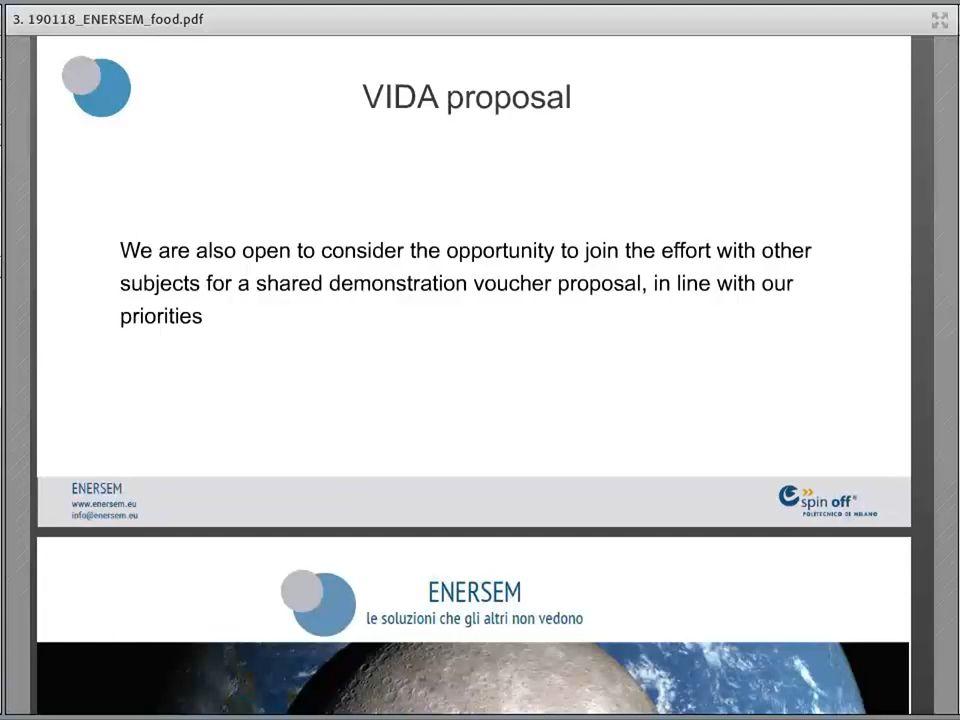 3. 190118_ENERSEM_food.pdf
VIDA proposal
We are also open to consider the opportunity to join the effort with other
subjects for a shared demonstration voucher proposal, in line with our
priorities
ENERSEM
www.enersem.eu
info@enersem.eu
spin off®
POLITECNICO DI MILANO
ENERSEM
le soluzioni che gli altri non vedono